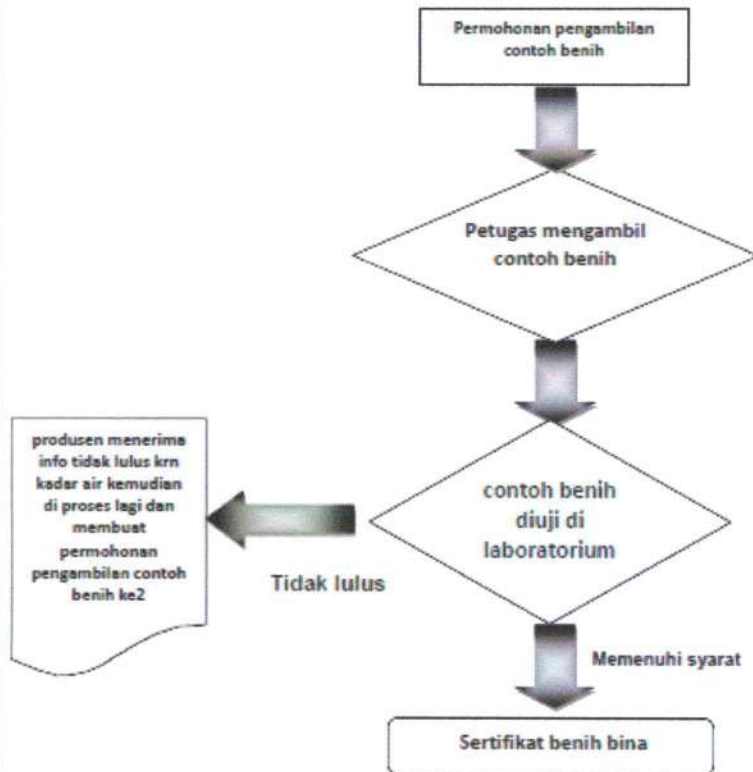 Permohonan pengambilan
contoh benih
Petugas mengambil
contoh benih
contoh benih
diuji di
laboratorium
Tidak lulus
produsen menerima
info tidak lulus krn
kadar air kemudian
di proses lagi dan
membuat
permohonan
pengambilan contoh
benih ke2
Memenuhi syarat
Sertifikat benih bina